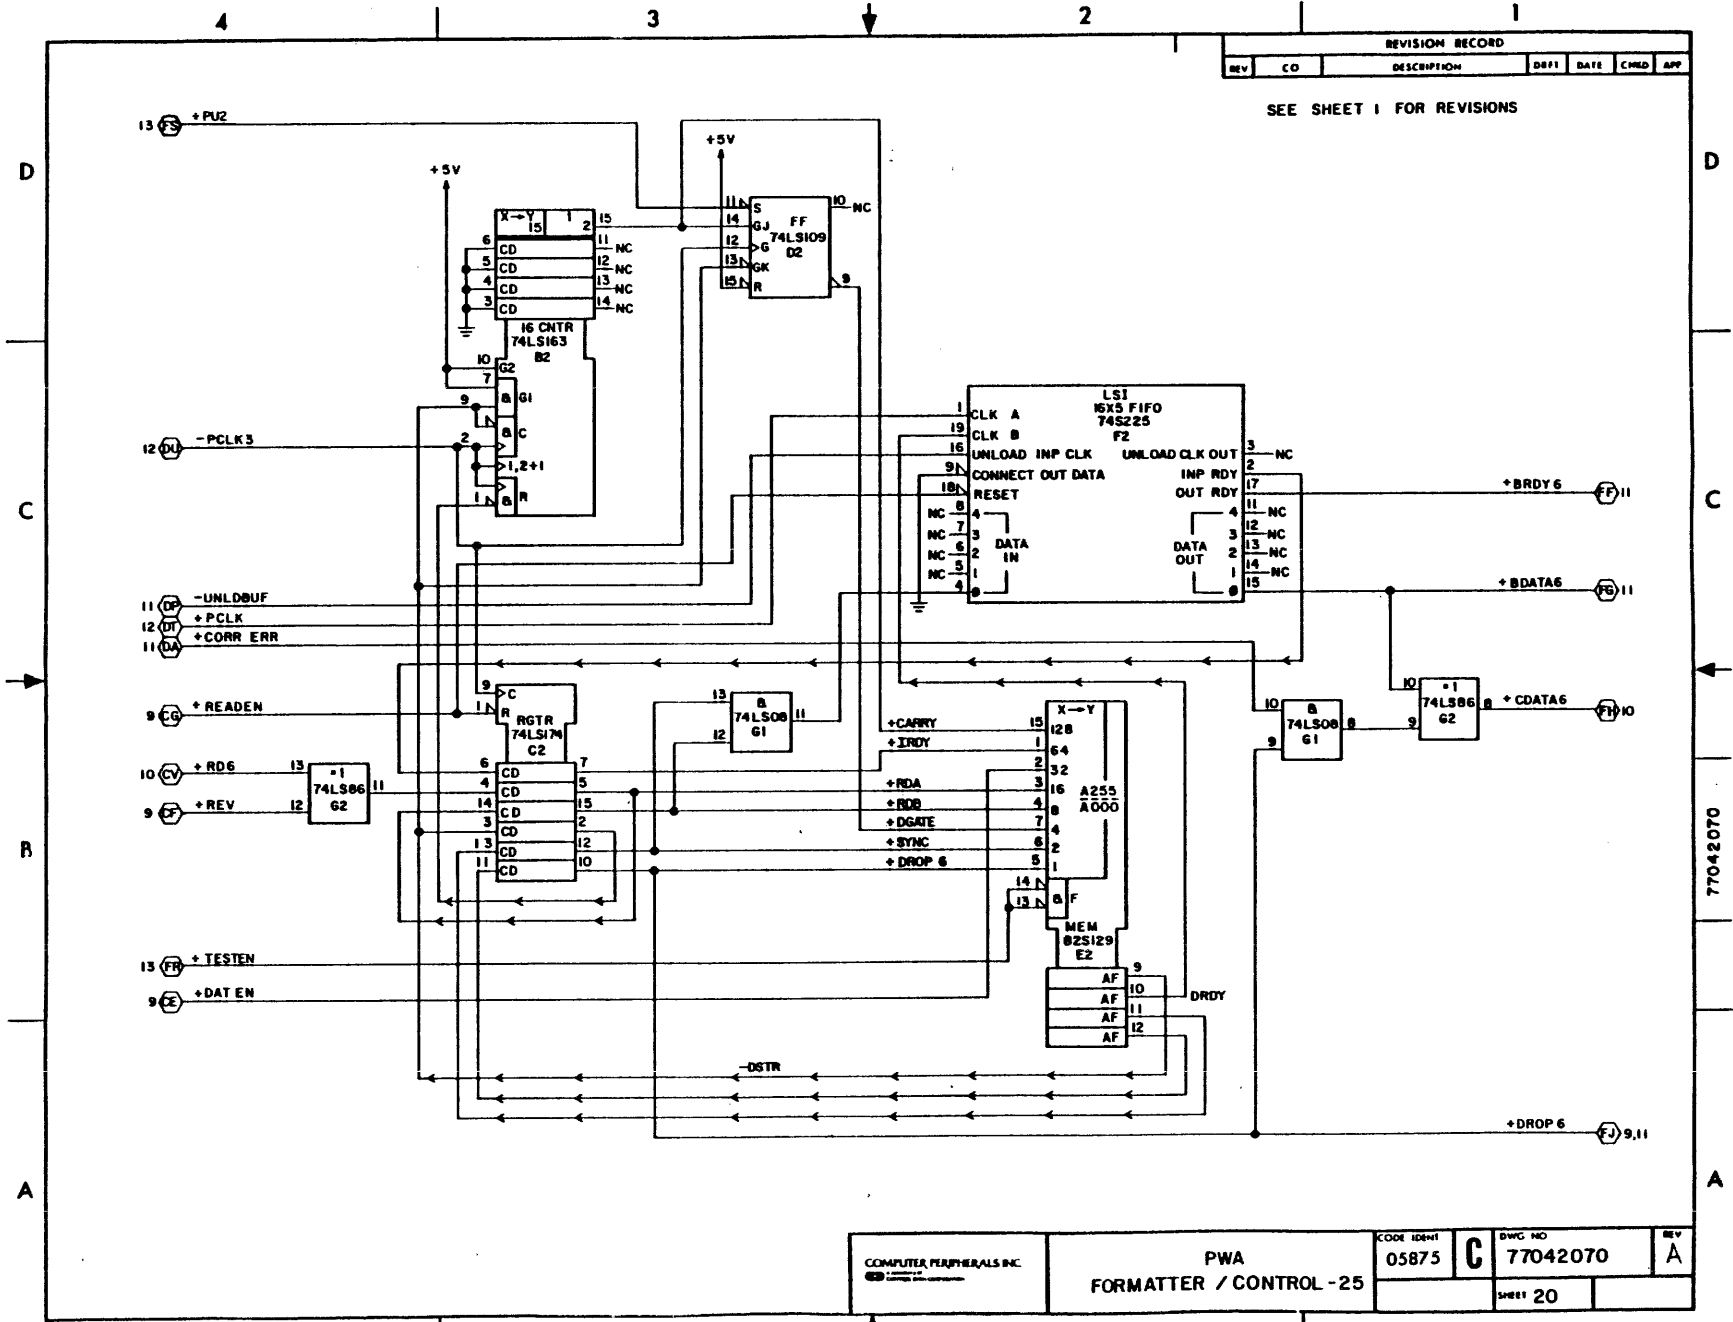 4 3 2 1
REVISION RECORD
REV CO DESCRIPTION DRFT DATE CHKD APP
SEE SHEET 1 FOR REVISIONS
D D
13 FS +PU2
+5V
+5V
X→Y 15 1 2 15
6 CD 11 NC
5 CD 12 NC
4 CD 13 NC
3 CD 14 NC
16 CNTR
74LS163
B2
10 G2
7
9 & G1
& C
2
1,2+1
1 & R
11 S 10 NC
14 GJ
12 G
13 GK
15 R 9
FF
74LS109
D2
12 DU -PCLK3
C C
LSI
16X5 FIFO
74S225
F2
1 CLK A
19 CLK B
16 UNLOAD INP CLK UNLOAD CLK OUT 3 NC
9 CONNECT OUT DATA INP RDY 2
18 RESET OUT RDY 17
NC 8 4 4 11 NC
NC 7 3 3 12 NC
NC 6 2 2 13 NC
NC 5 1 1 14 NC
4 0 0 15
DATA IN
DATA OUT
+BRDY 6 FF 11
+BDATA6 FG 11
11 DP -UNLDBUF
12 DT +PCLK
11 DA +CORR ERR
9 CG +READEN
9 C
1 R
RGTR
74LS174
C2
6 CD 7
4 CD 5
14 CD 15
3 CD 2
13 CD 12
11 CD 10
10 CV +RD6 13
9 CF +REV 12
=1
74LS86
G2
11
13
12
&
74LS08
G1
11
+CARRY 15 128
+IRDY 1 64
2 32
+RDA 3 16
+RDB 4 8
+DGATE 7 4
+SYNC 6 2
+DROP 6 5 1
X→Y
A255
A000
14
13 & F
MEM
82S129
E2
AF 9
AF 10 DRDY
AF 11
AF 12
10
9
&
74LS08
G1
8
10
9
=1
74LS86
G2
8
+CDATA6 FH 10
B B
13 FR +TESTEN
9 CE +DAT EN
-DSTR
+DROP 6 FJ 9,11
77042070
A A
COMPUTER PERIPHERALS INC.
PWA
FORMATTER / CONTROL -25
CODE IDENT
05875
C
DWG NO
77042070
REV
A
SHEET 20